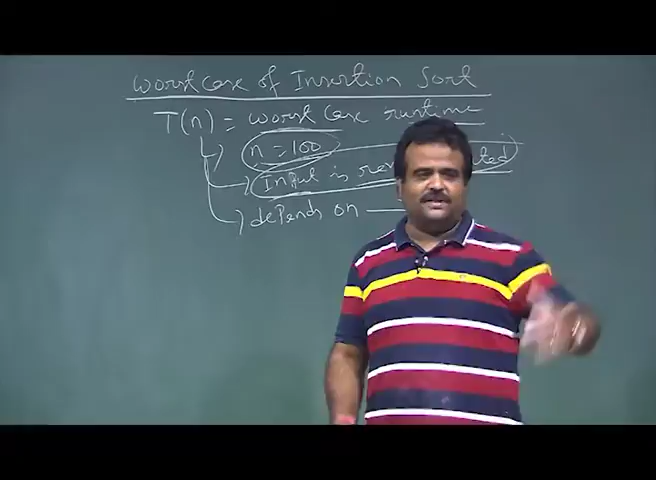 Worst Case of Insertion Sort
T(n) = worst case runtime
n = 100
Input is
depends on